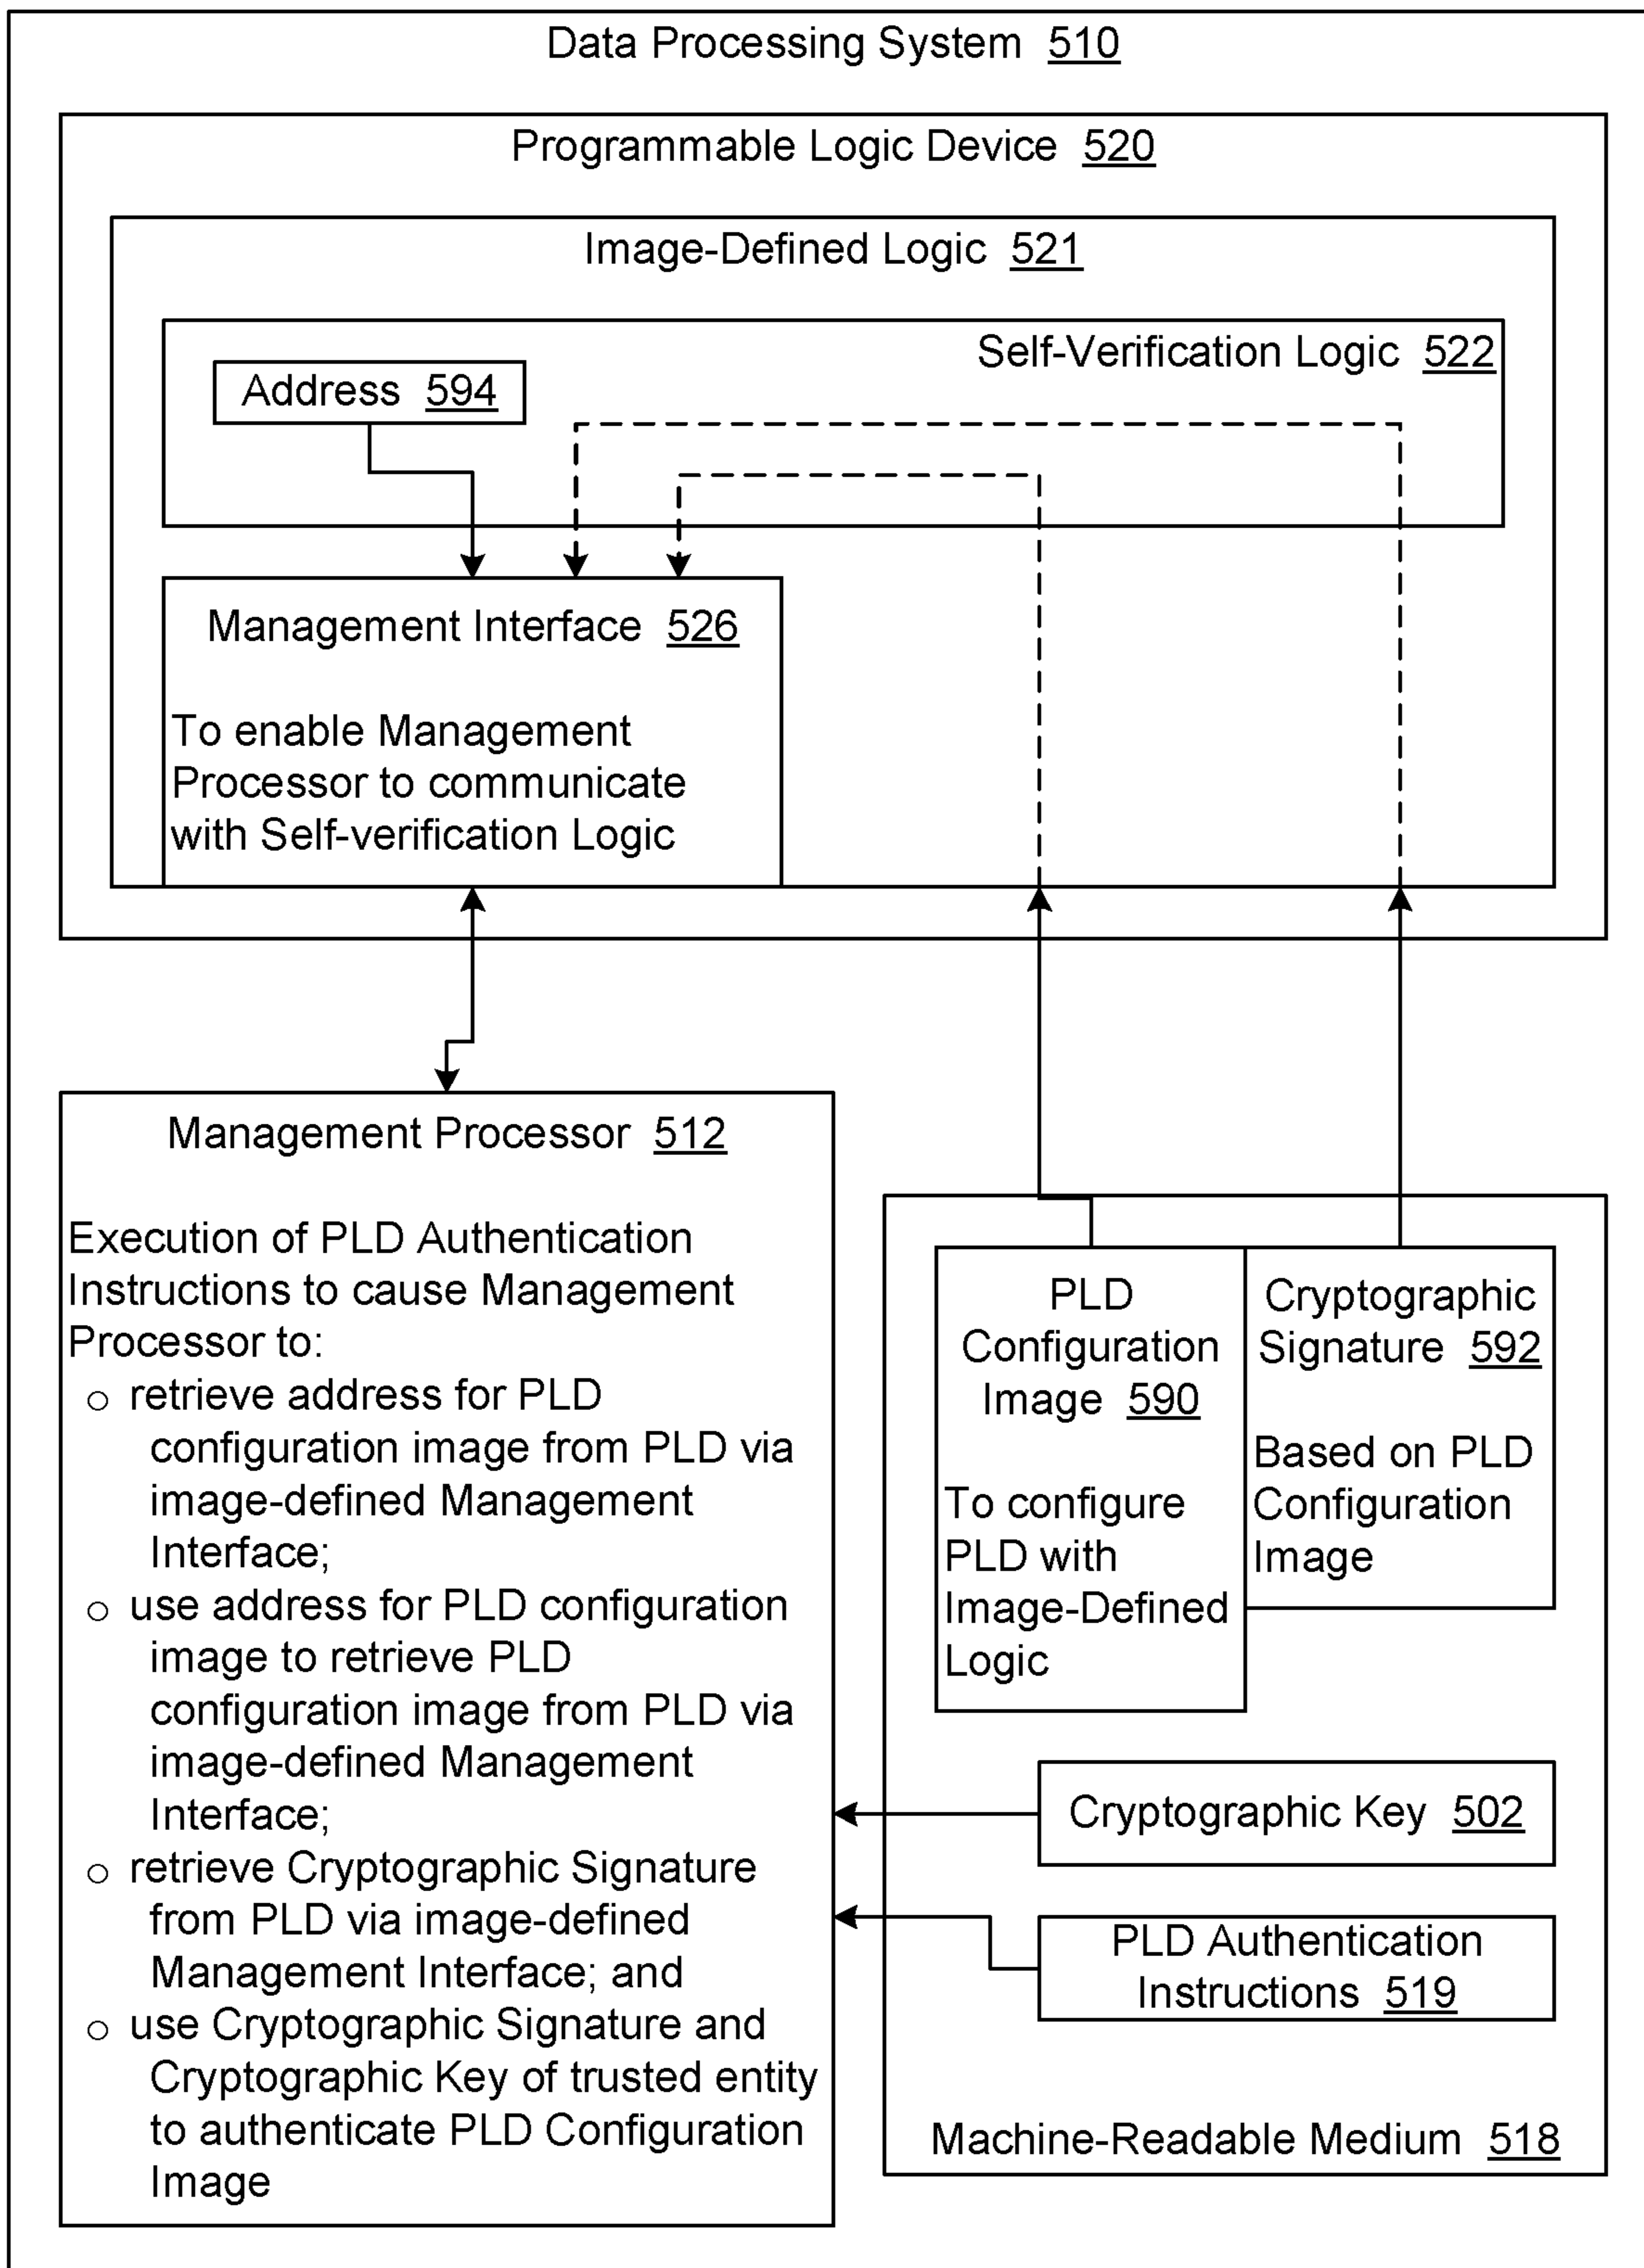 Data Processing System 510
Programmable Logic Device 520
Image-Defined Logic 521
Self-Verification Logic 522
Address 594
Management Interface 526
To enable Management
Processor to communicate
with Self-verification Logic
Management Processor 512
Execution of PLD Authentication
Instructions to cause Management
Processor to:
○ retrieve address for PLD
configuration image from PLD via
image-defined Management
Interface;
○ use address for PLD configuration
image to retrieve PLD
configuration image from PLD via
image-defined Management
Interface;
○ retrieve Cryptographic Signature
from PLD via image-defined
Management Interface; and
○ use Cryptographic Signature and
Cryptographic Key of trusted entity
to authenticate PLD Configuration
Image
PLD
Configuration
Image 590
To configure
PLD with
Image-Defined
Logic
Cryptographic
Signature 592
Based on PLD
Configuration
Image
Cryptographic Key 502
PLD Authentication
Instructions 519
Machine-Readable Medium 518